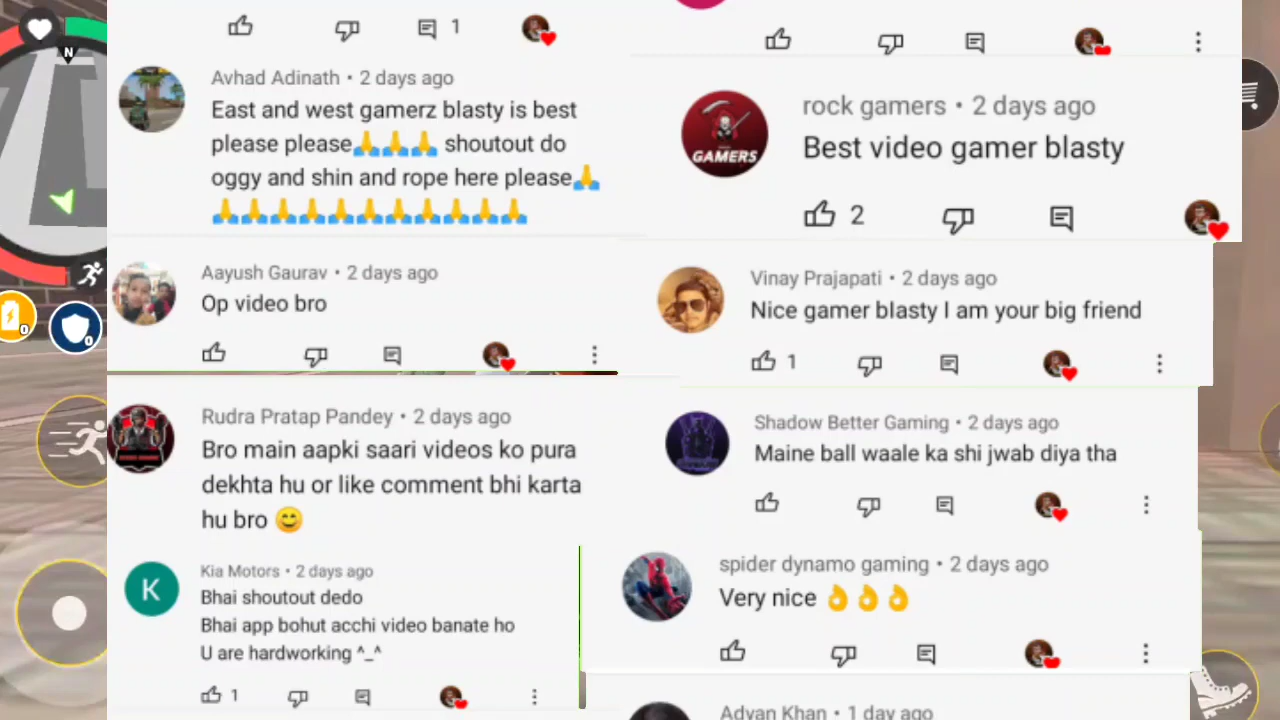 N
0
0
1
Avhad Adinath • 2 days ago
East and west gamerz blasty is best
please please🙏🙏🙏 shoutout do
oggy and shin and rope here please🙏
🙏🙏🙏🙏🙏🙏🙏🙏🙏🙏🙏
Aayush Gaurav • 2 days ago
Op video bro
Rudra Pratap Pandey • 2 days ago
Bro main aapki saari videos ko pura
dekhta hu or like comment bhi karta
hu bro 😊
K
Kia Motors • 2 days ago
Bhai shoutout dedo
Bhai app bohut acchi video banate ho
U are hardworking ^_^
1
GAMERS
rock gamers • 2 days ago
Best video gamer blasty
2
Vinay Prajapati • 2 days ago
Nice gamer blasty I am your big friend
1
Shadow Better Gaming • 2 days ago
Maine ball waale ka shi jwab diya tha
spider dynamo gaming • 2 days ago
Very nice 👌👌👌
Advan Khan • 1 day ago